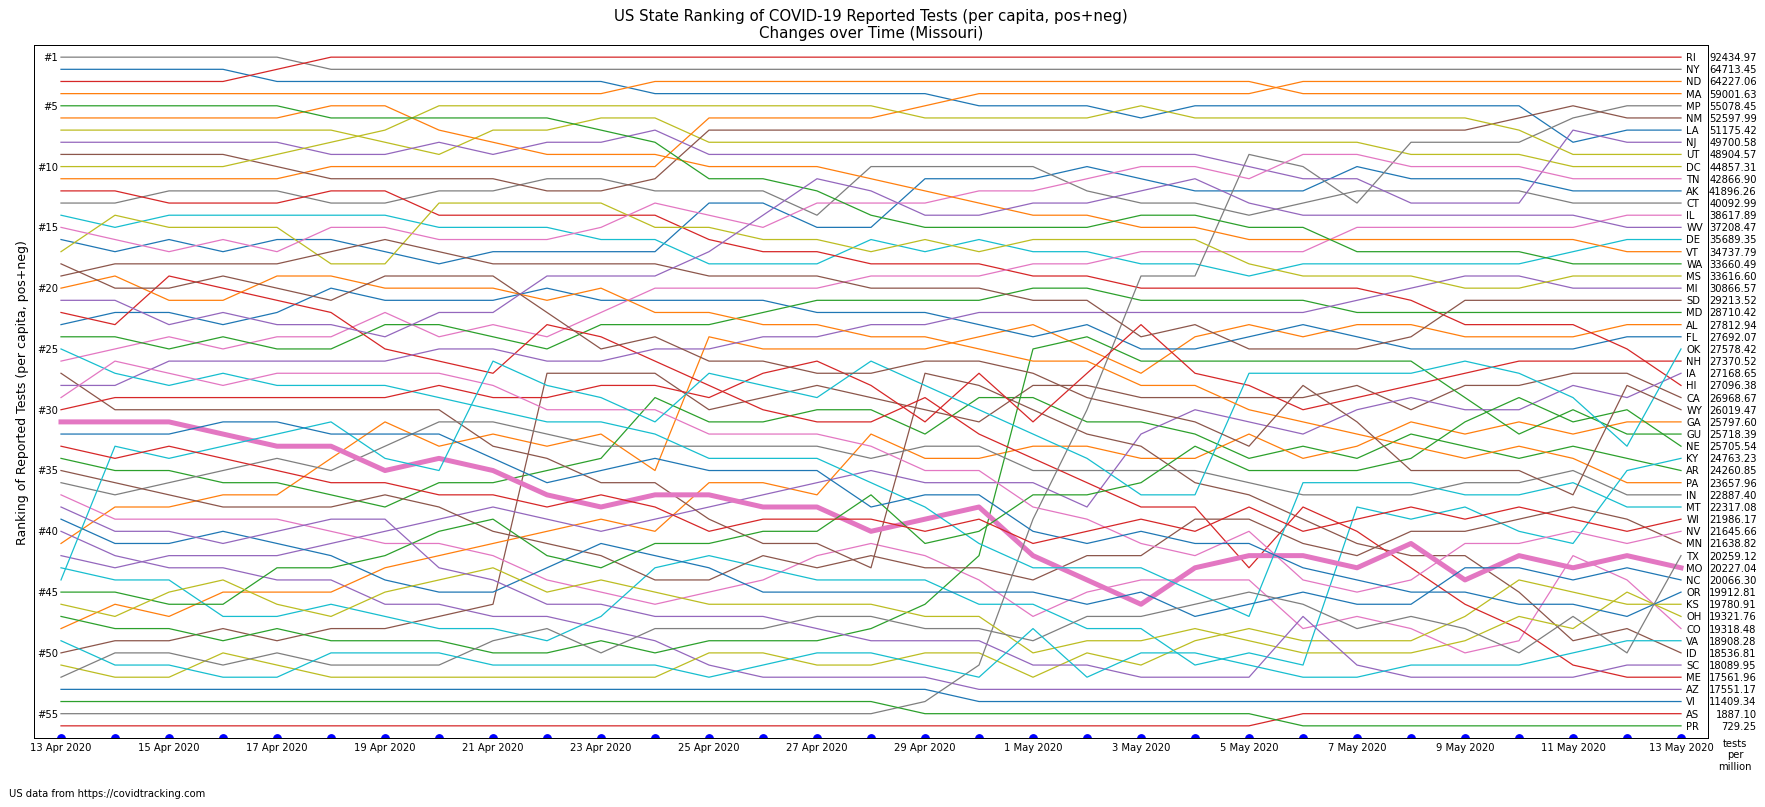 US State Ranking of COVID-19 Reported Tests (per capita, pos+neg)
Changes over Time (Missouri)
Ranking of Reported Tests (per capita, pos+neg)
#1
#5
#10
#15
#20
#25
#30
#35
#40
#45
#50
#55
RI 92434.97
NY 64713.45
ND 64227.06
MA 59001.63
MP 55078.45
NM 52597.99
LA 51175.42
NJ 49700.58
UT 48904.57
DC 44857.31
TN 42866.90
AK 41896.26
CT 40092.99
IL 38617.89
WV 37208.47
DE 35689.35
VT 34737.79
WA 33660.49
MS 33616.60
MI 30866.57
SD 29213.52
MD 28710.42
AL 27812.94
FL 27692.07
OK 27578.42
NH 27370.52
IA 27168.65
HI 27096.38
CA 26968.67
WY 26019.47
GA 25797.60
GU 25718.39
NE 25705.54
KY 24763.23
AR 24260.85
PA 23657.96
IN 22887.40
MT 22317.08
WI 21986.17
NV 21645.66
MN 21638.82
TX 20259.12
MO 20227.04
NC 20066.30
OR 19912.81
KS 19780.91
OH 19321.76
CO 19318.48
VA 18908.28
ID 18536.81
SC 18089.95
ME 17561.96
AZ 17551.17
VI 11409.34
AS 1887.10
PR 729.25
13 Apr 2020 15 Apr 2020 17 Apr 2020 19 Apr 2020 21 Apr 2020 23 Apr 2020 25 Apr 2020 27 Apr 2020 29 Apr 2020 1 May 2020 3 May 2020 5 May 2020 7 May 2020 9 May 2020 11 May 2020 13 May 2020
tests
per
million
US data from https://covidtracking.com